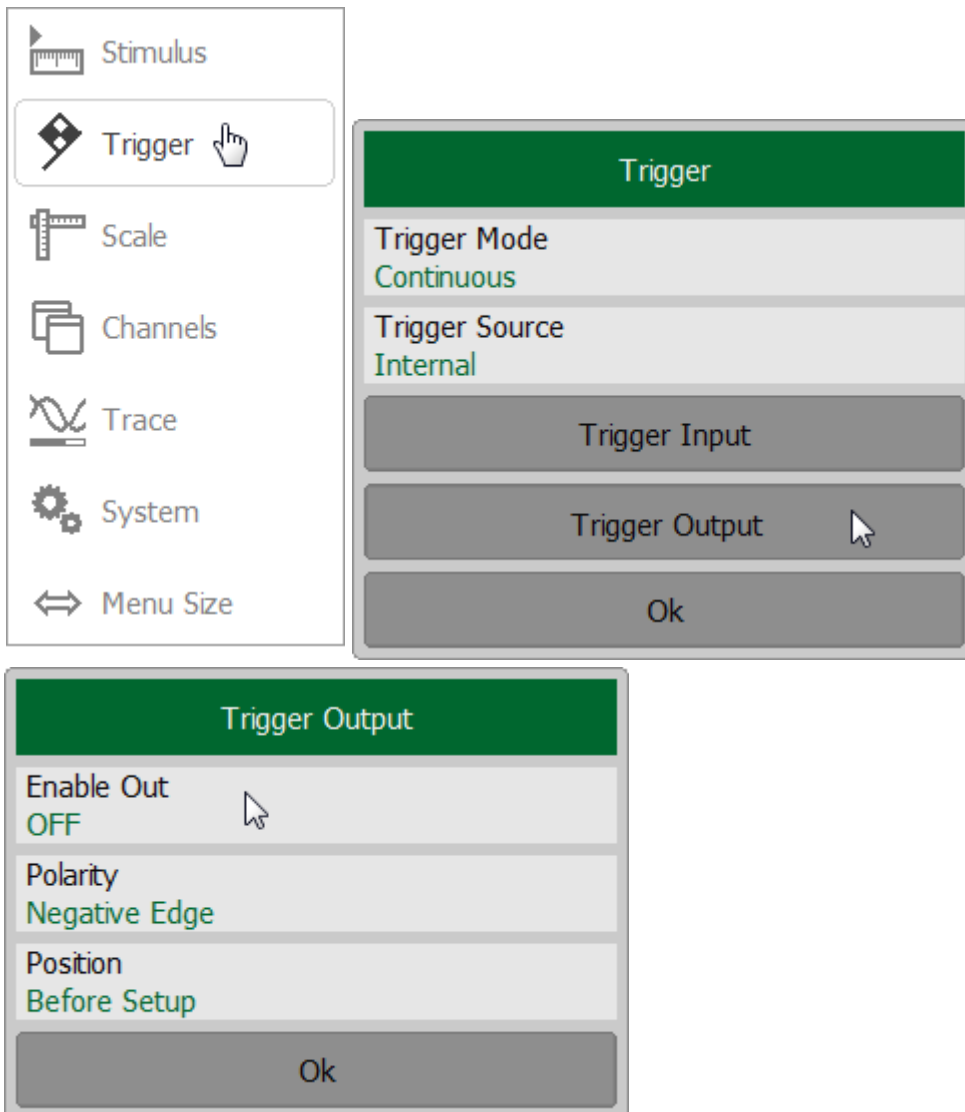 Stimulus
Trigger
Scale
Channels
Trace
System
Menu Size
Trigger
Trigger Mode
Continuous
Trigger Source
Internal
Trigger Input
Trigger Output
Ok
Trigger Output
Enable Out
OFF
Polarity
Negative Edge
Position
Before Setup
Ok